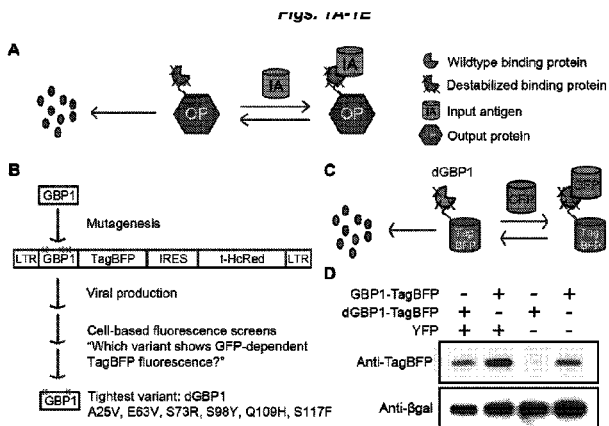 Figs. 1A-1E
A
IA
IA
OP
OP
Wildtype binding protein
Destabilized binding protein
IA
Input antigen
Output protein
B
GBP1
Mutagenesis
LTR GBP1 TagBFP IRES t-HcRed LTR
Viral production
Cell-based fluorescence screens
"Which variant shows GFP-dependent
TagBFP fluorescence?"
GBP1
Tightest variant: dGBP1
A25V, E63V, S73R, S98Y, Q109H, S117F
C
dGBP1
GFP
Tag
BFP
D
GBP1-TagBFP - + - +
dGBP1-TagBFP + - + -
YFP + + - -
Anti-TagBFP
Anti-βgal